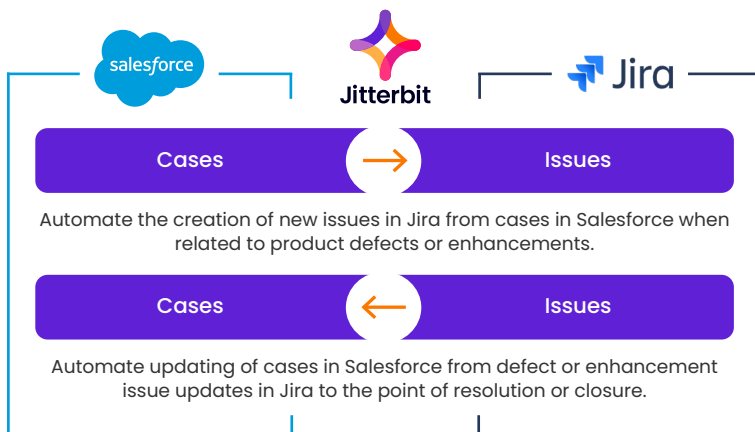 salesforce
Jitterbit
Jira
Cases
Issues
Automate the creation of new issues in Jira from cases in Salesforce when
related to product defects or enhancements.
Cases
Issues
Automate updating of cases in Salesforce from defect or enhancement
issue updates in Jira to the point of resolution or closure.